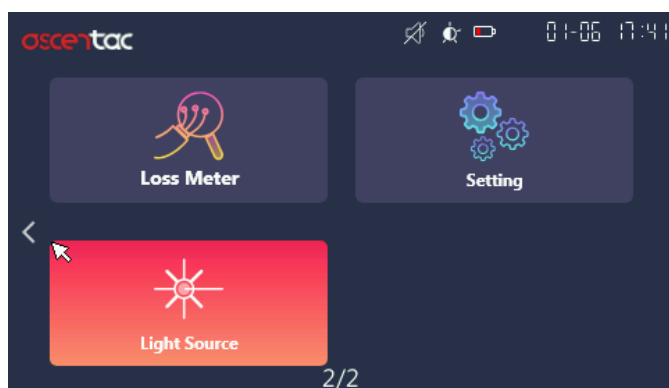 ascentac
01-06 17:41
Loss Meter
Setting
Light Source
2/2